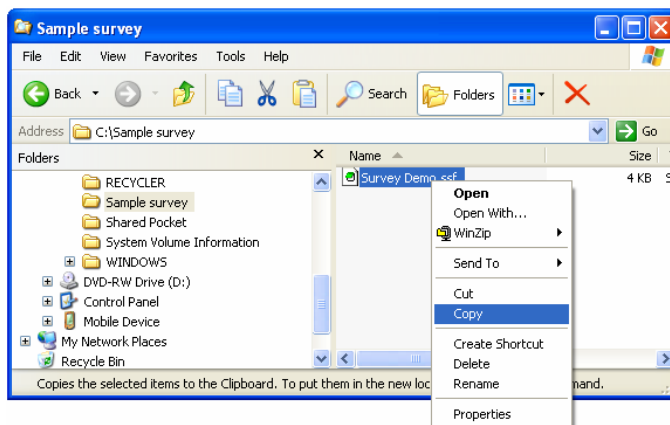 Sample survey
File Edit View Favorites Tools Help
Back Search Folders
Address C:\Sample survey Go
Folders
Name Size
RECYCLER
Sample survey
Shared Pocket
System Volume Information
WINDOWS
DVD-RW Drive (D:)
Control Panel
Mobile Device
My Network Places
Recycle Bin
Survey Demo.ssf 4 KB
Open
Open With...
WinZip
Send To
Cut
Copy
Create Shortcut
Delete
Rename
Properties
Copies the selected items to the Clipboard. To put them in the new